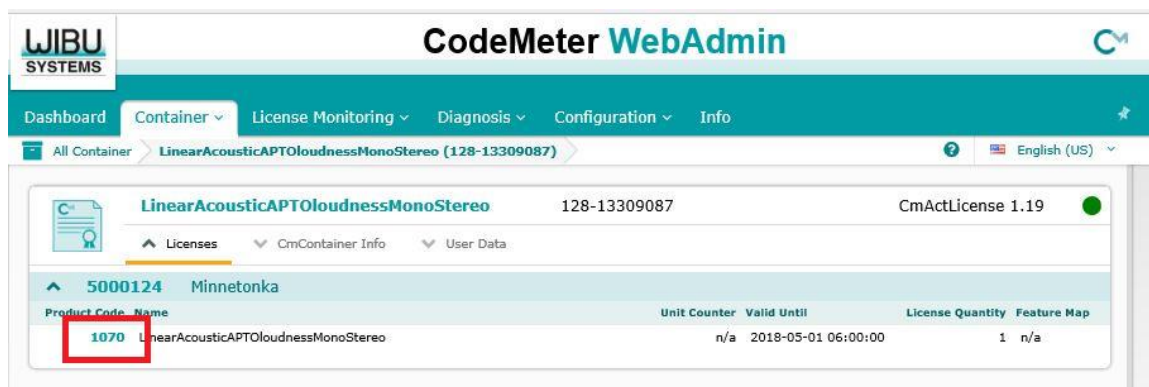 WIBU
SYSTEMS
CodeMeter WebAdmin
CM
Dashboard Container License Monitoring Diagnosis Configuration Info
All Container LinearAcousticAPTOloudnessMonoStereo (128-13309087) ? English (US)
LinearAcousticAPTOloudnessMonoStereo 128-13309087 CmActLicense 1.19
Licenses CmContainer Info User Data
5000124 Minnetonka
Product Code Name Unit Counter Valid Until License Quantity Feature Map
1070 LinearAcousticAPTOloudnessMonoStereo n/a 2018-05-01 06:00:00 1 n/a